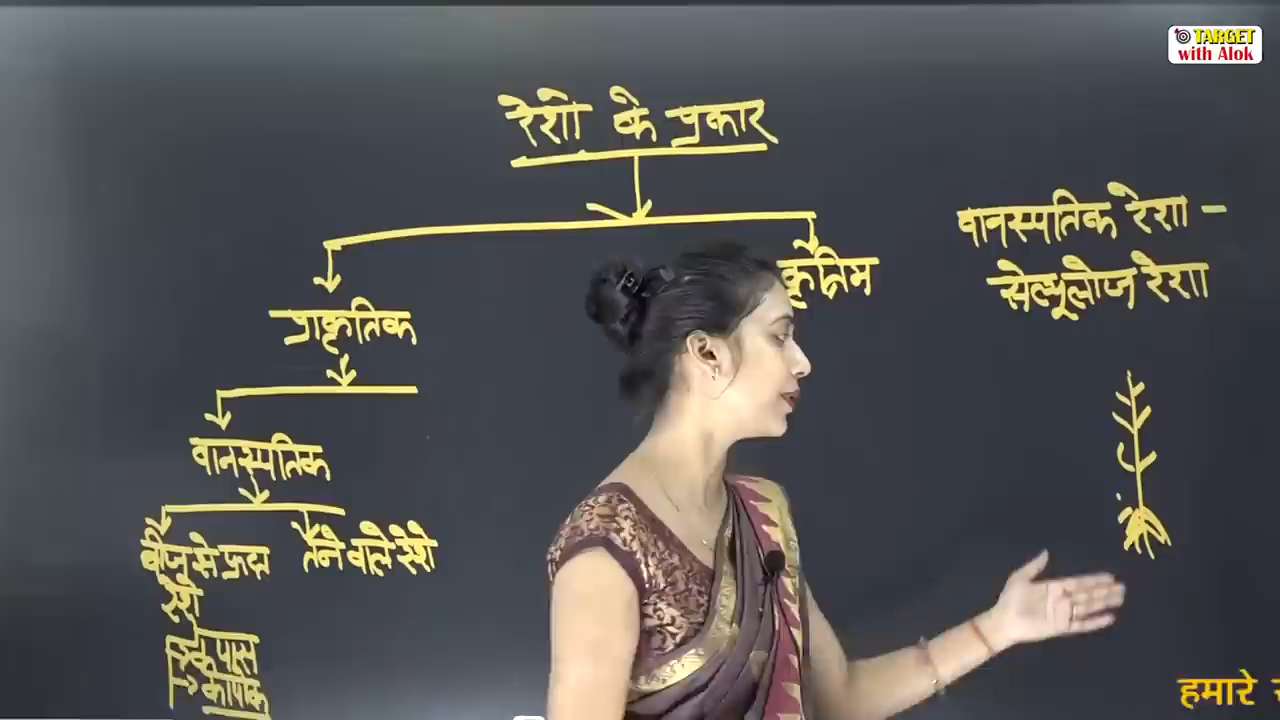 TARGET
with Alok
रेशो के प्रकार
प्राकृतिक
कृत्रिम
वानस्पतिक
बीज से प्राप्त
रेशे
कपास
कापोक
तने वाले रेशे
वानस्पतिक रेशा -
सेल्यूलोज रेशा
हमारे